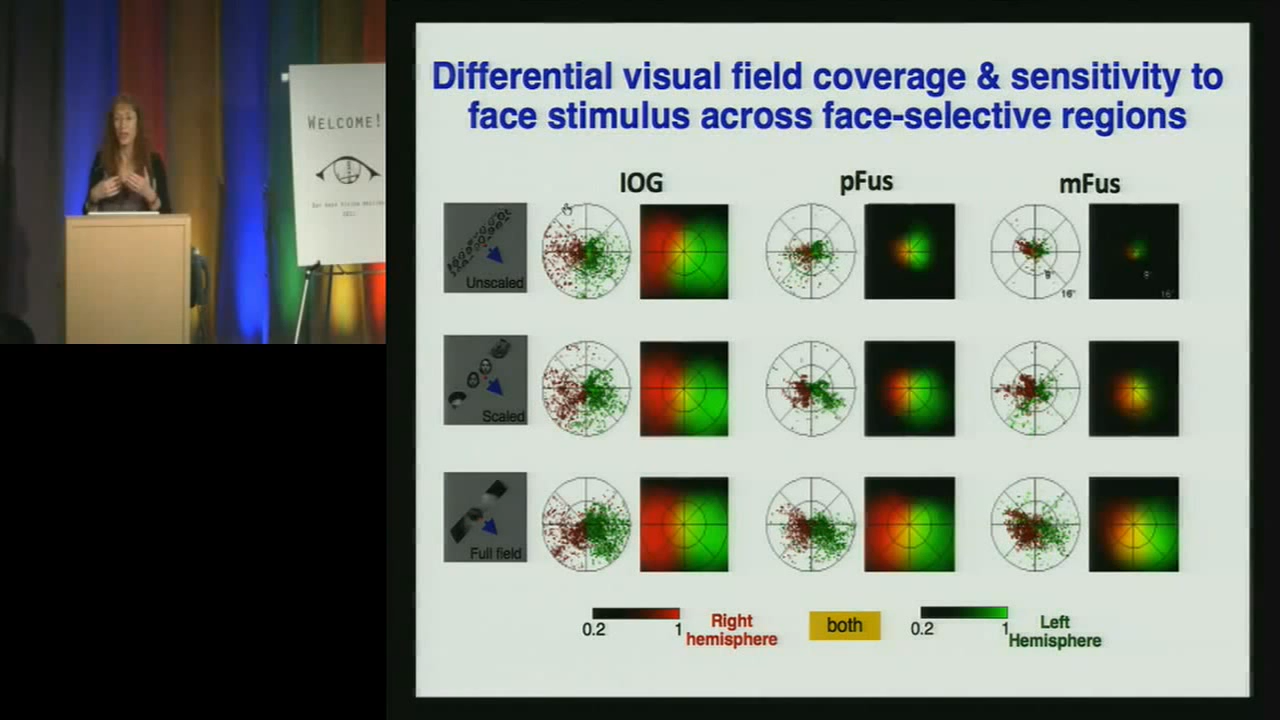 Differential visual field coverage & sensitivity to
face stimulus across face-selective regions
WELCOME!
IOG
pFus
mFus
Unscaled
16°
16°
Scaled
Full field
0.2
1
Right
hemisphere
both
0.2
1
Left
Hemisphere